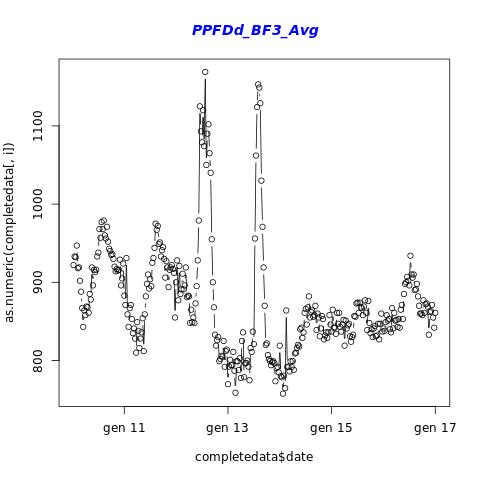 PPFDd_BF3_Avg
as.numeric(completedata[, i])
1100
1000
900
800
gen 11 gen 13 gen 15 gen 17
completedata$date